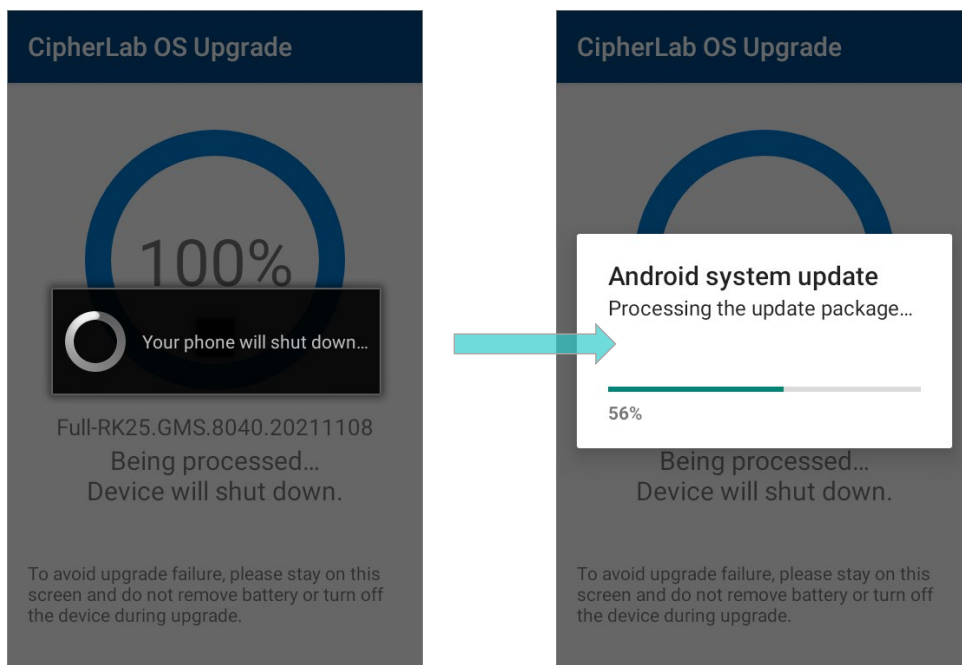 CipherLab OS Upgrade
100%
Your phone will shut down...
Full-RK25.GMS.8040.20211108
Being processed...
Device will shut down.
To avoid upgrade failure, please stay on this
screen and do not remove battery or turn off
the device during upgrade.
CipherLab OS Upgrade
Android system update
Processing the update package...
56%
Being processed...
Device will shut down.
To avoid upgrade failure, please stay on this
screen and do not remove battery or turn off
the device during upgrade.